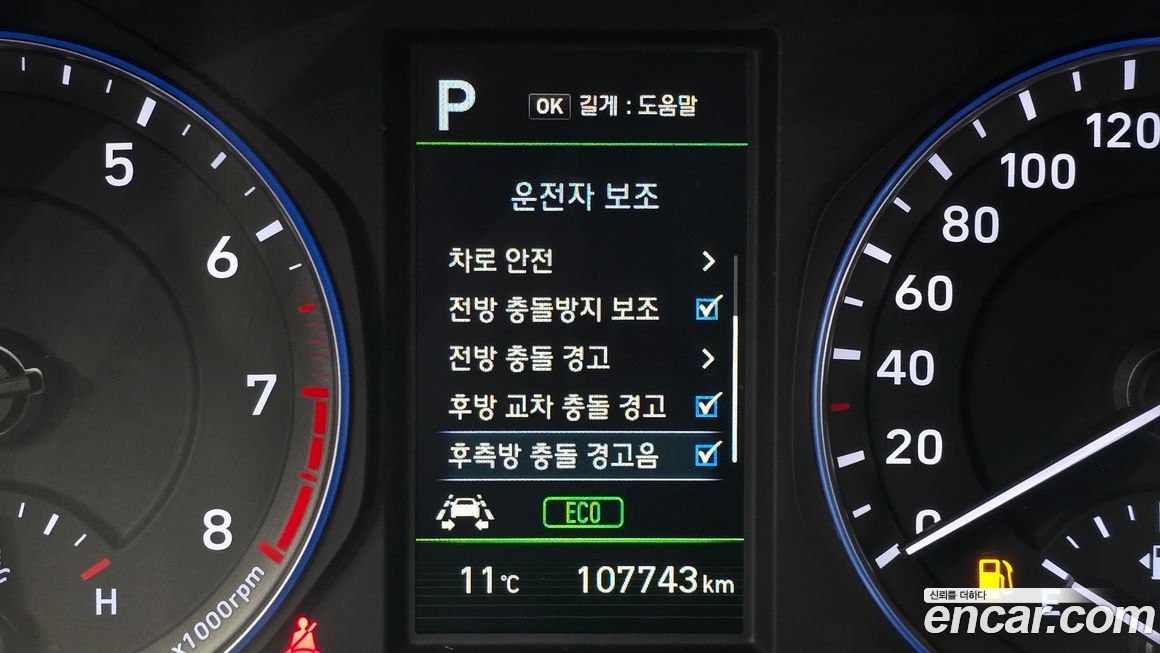 P
OK 길게 : 도움말
운전자 보조
차로 안전
전방 충돌방지 보조
전방 충돌 경고
후방 교차 충돌 경고
후측방 충돌 경고음
ECO
11℃ 107743 km
5
6
7
8
x1000rpm
H
120
100
80
60
40
20
0
E
신뢰를 더하다
encar.com